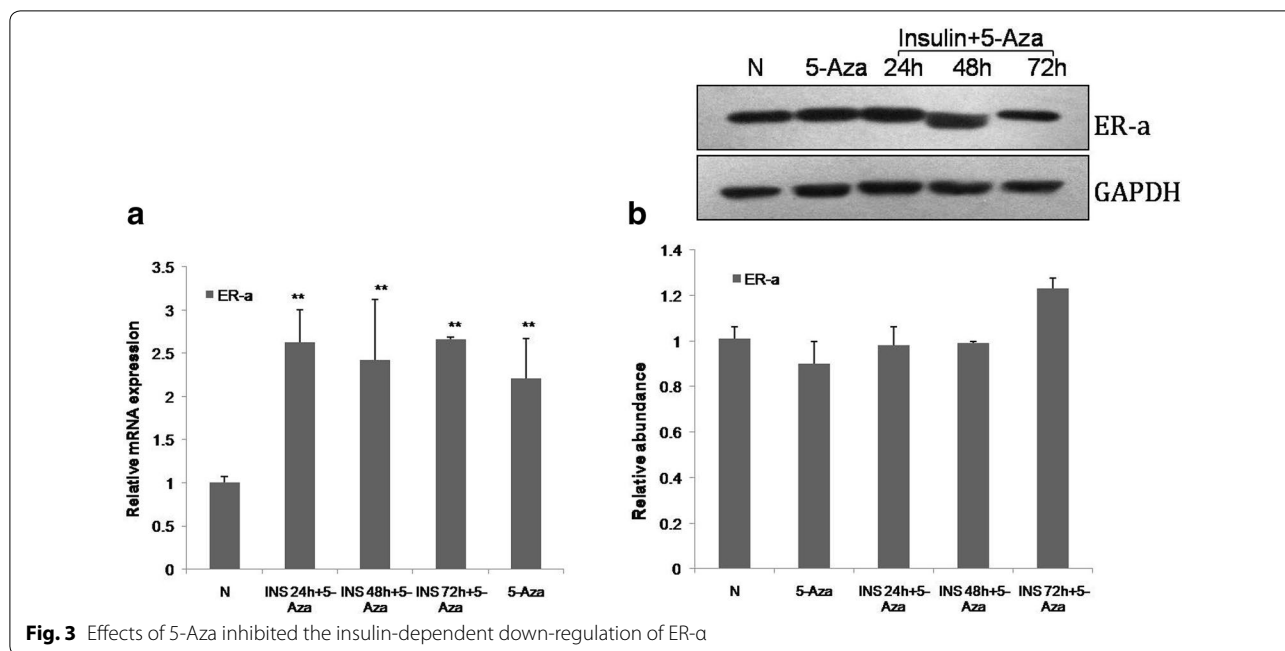 Insulin+5-Aza
N 5-Aza 24h 48h 72h
ER-a
GAPDH
a
3.5
3
2.5
2
1.5
1
0.5
0
Relative mRNA expression
ER-a
** ** ** **
N INS 24h+5-Aza INS 48h+5-Aza INS 72h+5-Aza 5-Aza
b
1.4
1.2
1
0.8
0.6
0.4
0.2
0
Relative abundance
ER-a
N 5-Aza INS 24h+5-Aza INS 48h+5-Aza INS 72h+5-Aza
Fig. 3 Effects of 5-Aza inhibited the insulin-dependent down-regulation of ER-α